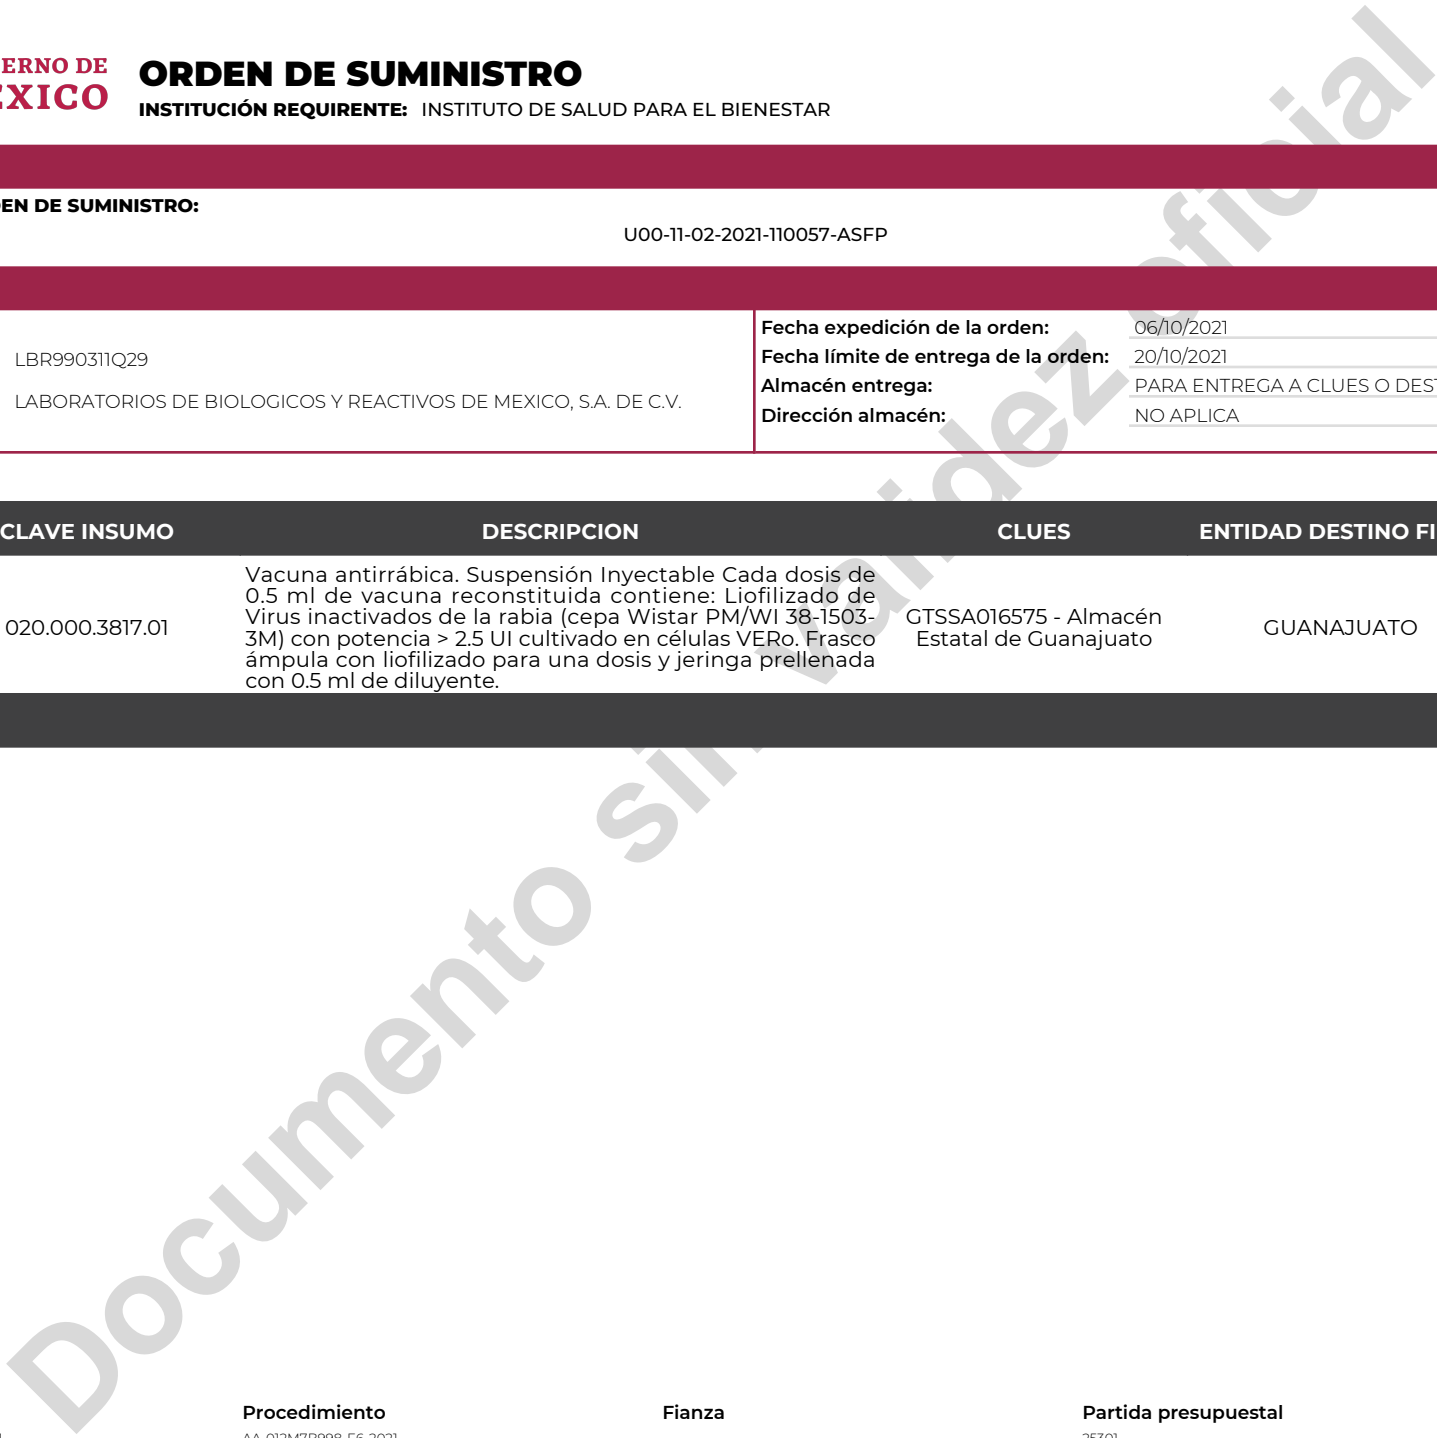 ERNO DE
ORDEN DE SUMINISTRO
INSTITUCIÓN REQUIRENTE: INSTITUTO DE SALUD PARA EL BIENESTAR
DE SUMINISTRO:
U00-11-02-2021-110057-ASFP
LBR990311Q29
LABORATORIOS DE BIOLOGICOS Y REACTIVOS DE MEXICO, S.A. DE C.V.
Fecha expedición de la orden: 06/10/2021
Fecha límite de entrega de la orden: 20/10/2021
Almacén entrega: PARA ENTREGA A CLUES O
Dirección almacén: NO APLICA
CLAVE INSUMO DESCRIPCION CLUES ENTIDAD DESTINO
020.000.3817.01
Vacuna antirrábica. Suspensión Inyectable Cada dosis de
0.5 ml de vacuna reconstituida contiene: Liofilizado de
Virus inactivados de la rabia (cepa Wistar PM/WI 38-1503-
3M) con potencia > 2.5 UI cultivado en células VERo. Frasco
ámpula con liofilizado para una dosis y jeringa prellenada
con 0.5 ml de diluyente.
GTSSA016575 - Almacén
Estatal de Guanajuato
GUANAJUATO
Documento sin validez oficial
Procedimiento Fianza Partida presupuestal